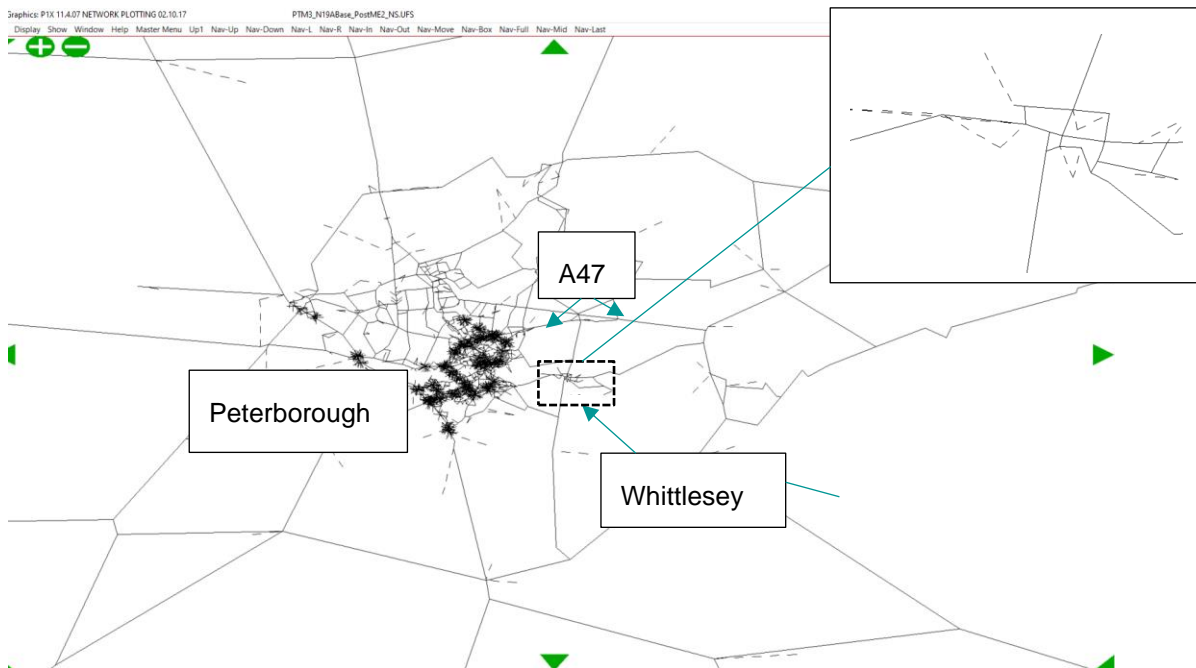 Graphics: P1X 11.4.07 NETWORK PLOTTING 02.10.17 PTM3_N19ABase_PostME2_NS.UFS
Display Show Window Help Master Menu Up1 Nav-Up Nav-Down Nav-L Nav-R Nav-In Nav-Out Nav-Move Nav-Box Nav-Full Nav-Mid Nav-Last
A47
Peterborough
Whittlesey